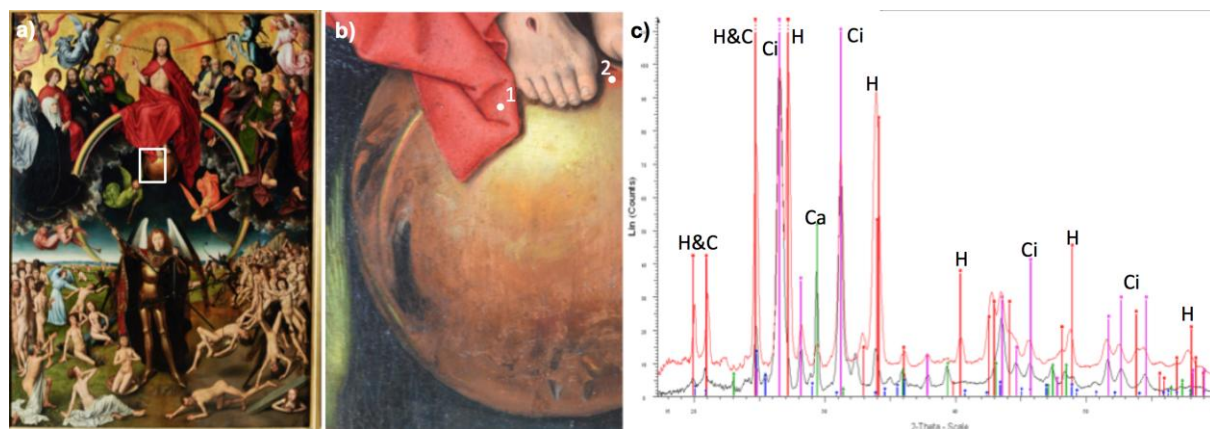 a)
b)
1
2
c)
H&C
Ci
H
Ci
H
Ca
H&C
H
Ci
H
Ci
H
Lin (Counts)
2-Theta - Scale